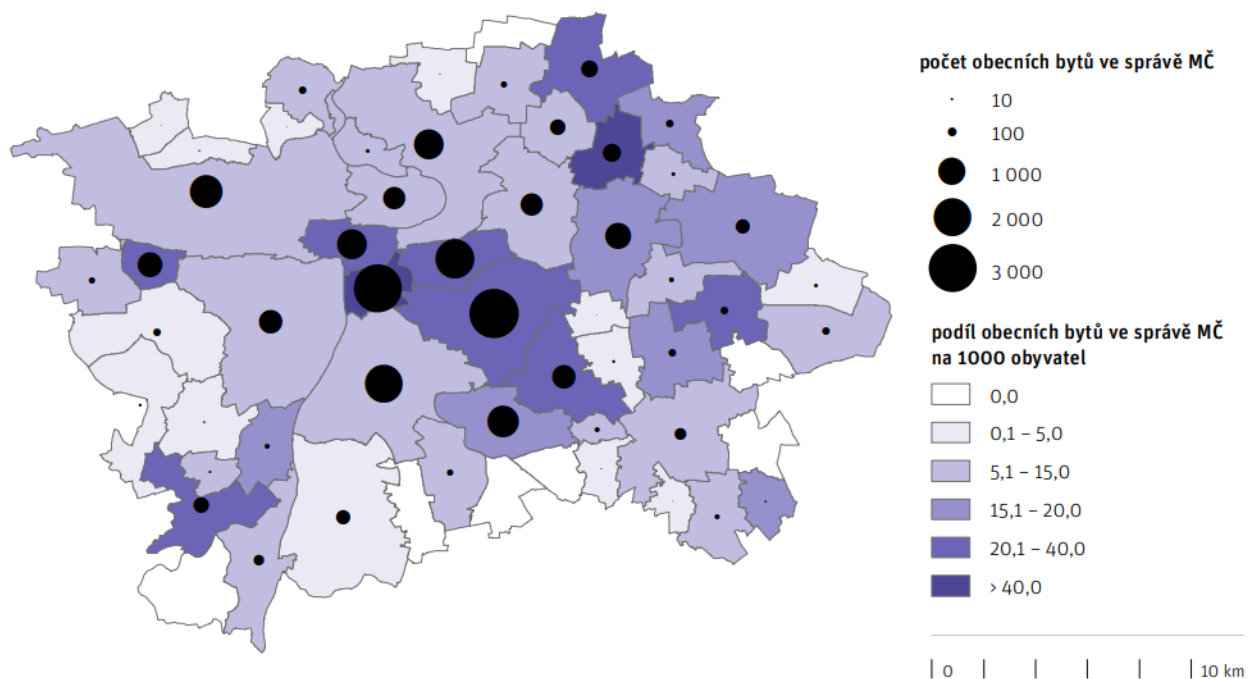 počet obecních bytů ve správě MČ
10
100
1 000
2 000
3 000
podíl obecních bytů ve správě MČ
na 1000 obyvatel
0,0
0,1 – 5,0
5,1 – 15,0
15,1 – 20,0
20,1 – 40,0
> 40,0
0 10 km